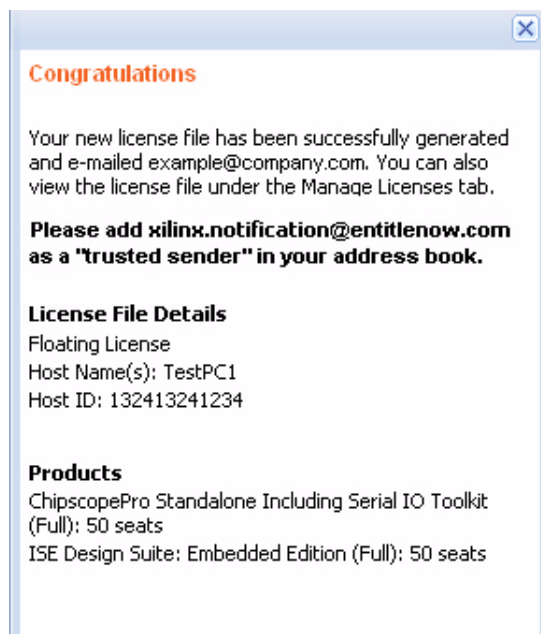 Congratulations
Your new license file has been successfully generated
and e-mailed example@company.com. You can also
view the license file under the Manage Licenses tab.
Please add xilinx.notification@entitlenow.com
as a "trusted sender" in your address book.
License File Details
Floating License
Host Name(s): TestPC1
Host ID: 132413241234
Products
ChipscopePro Standalone Including Serial IO Toolkit
(Full): 50 seats
ISE Design Suite: Embedded Edition (Full): 50 seats